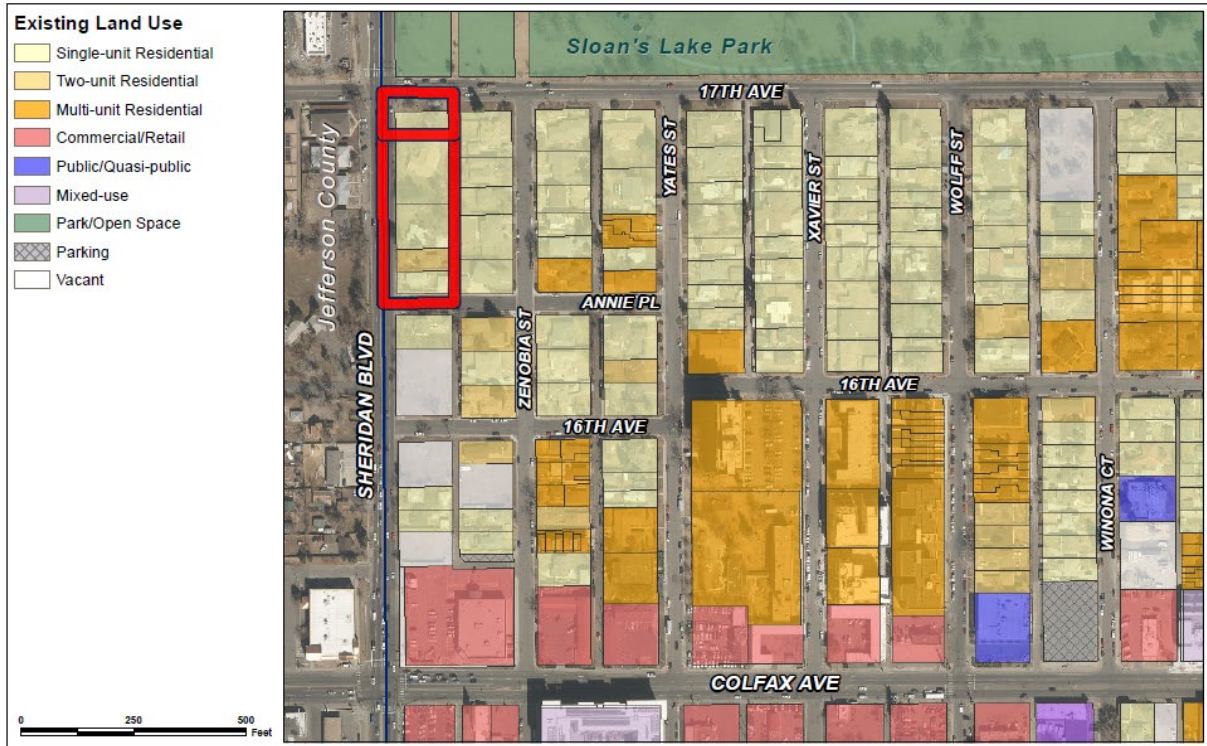 Existing Land Use
Single-unit Residential
Two-unit Residential
Multi-unit Residential
Commercial/Retail
Public/Quasi-public
Mixed-use
Park/Open Space
Parking
Vacant
0 250 500
Feet
Sloan's Lake Park
17TH AVE
Jefferson County
SHERIDAN BLVD
ZENOBIA ST
YATES ST
XAVIER ST
WOLFF ST
WINONA CT
ANNIE PL
16TH AVE
16TH AVE
COLFAX AVE